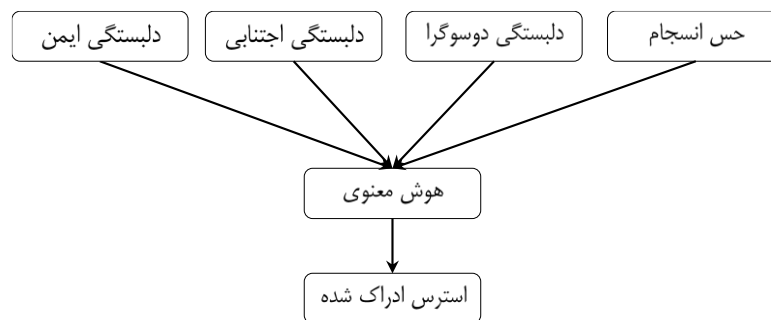 حس انسجام
دلبستگی دوسوگرا
دلبستگی اجتنابی
دلبستگی ایمن
هوش معنوی
استرس ادراک شده